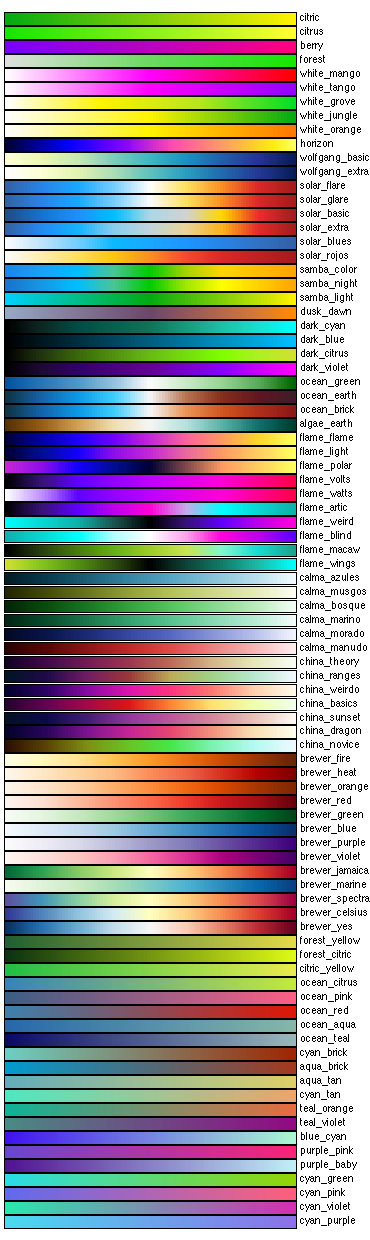 citric
citrus
berry
forest
white_mango
white_tango
white_grove
white_jungle
white_orange
horizon
wolfgang_basic
wolfgang_extra
solar_flare
solar_glare
solar_basic
solar_extra
solar_blues
solar_rojos
samba_color
samba_night
samba_light
dusk_dawn
dark_cyan
dark_blue
dark_citrus
dark_violet
ocean_green
ocean_earth
ocean_brick
algae_earth
flame_flame
flame_light
flame_polar
flame_volts
flame_watts
flame_artic
flame_weird
flame_blind
flame_macaw
flame_wings
calma_azules
calma_musgos
calma_bosque
calma_marino
calma_morado
calma_manudo
china_theory
china_ranges
china_weirdo
china_basics
china_sunset
china_dragon
china_novice
brewer_fire
brewer_heat
brewer_orange
brewer_red
brewer_green
brewer_blue
brewer_purple
brewer_violet
brewer_jamaica
brewer_marine
brewer_spectra
brewer_celsius
brewer_yes
forest_yellow
forest_citric
citric_yellow
ocean_citrus
ocean_pink
ocean_red
ocean_aqua
ocean_teal
cyan_brick
aqua_brick
aqua_tan
cyan_tan
teal_orange
teal_violet
blue_cyan
purple_pink
purple_baby
cyan_green
cyan_pink
cyan_violet
cyan_purple